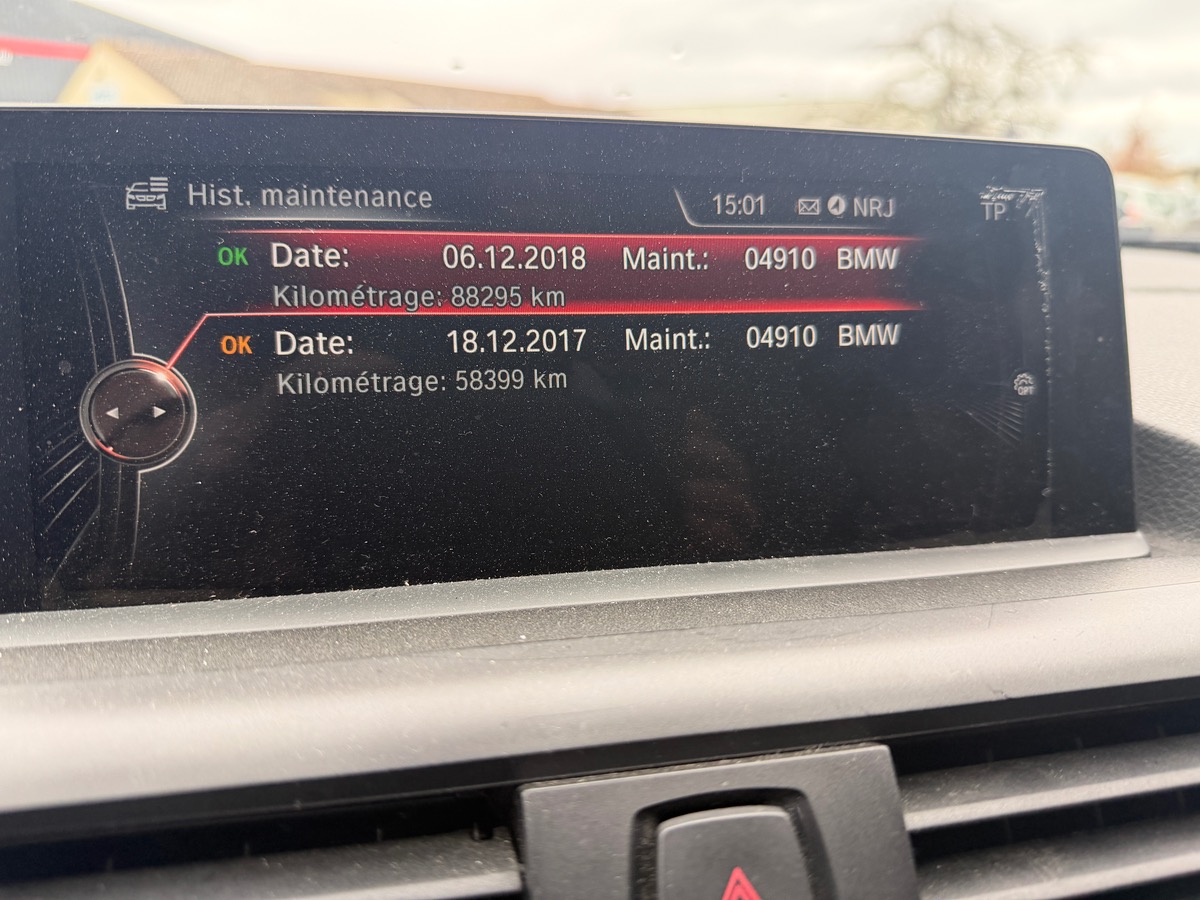 Hist. maintenance 15:01 NRJ TP
OK Date: 06.12.2018 Maint.: 04910 BMW
Kilométrage: 88295 km
OK Date: 18.12.2017 Maint.: 04910 BMW
Kilométrage: 58399 km
OPT